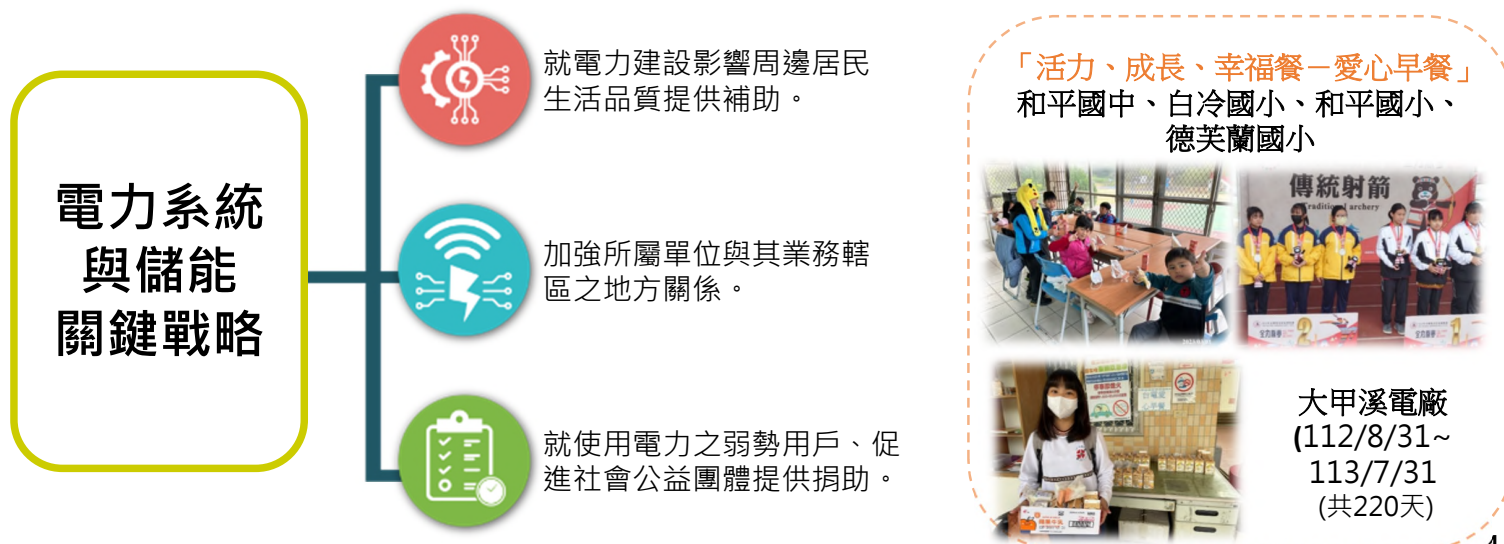 電力系統
與儲能
關鍵戰略
就電力建設影響周邊居民
生活品質提供補助。
加強所屬單位與其業務轄
區之地方關係。
就使用電力之弱勢用戶、促
進社會公益團體提供捐助。
「活力、成長、幸福餐－愛心早餐」
和平國中、白冷國小、和平國小、
德芙蘭國小
傳統射箭
Traditional archery
大甲溪電廠
(112/8/31~
113/7/31
(共220天)